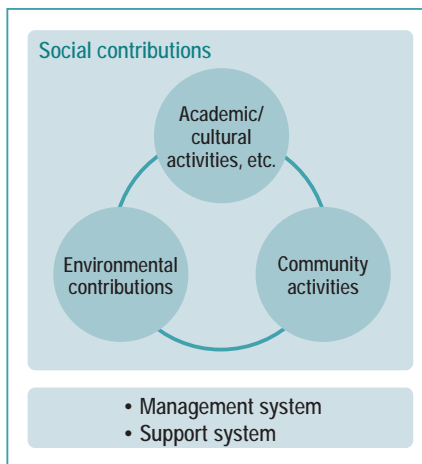 Social contributions
Academic/
cultural
activities, etc.
Environmental
contributions
Community
activities
• Management system
• Support system